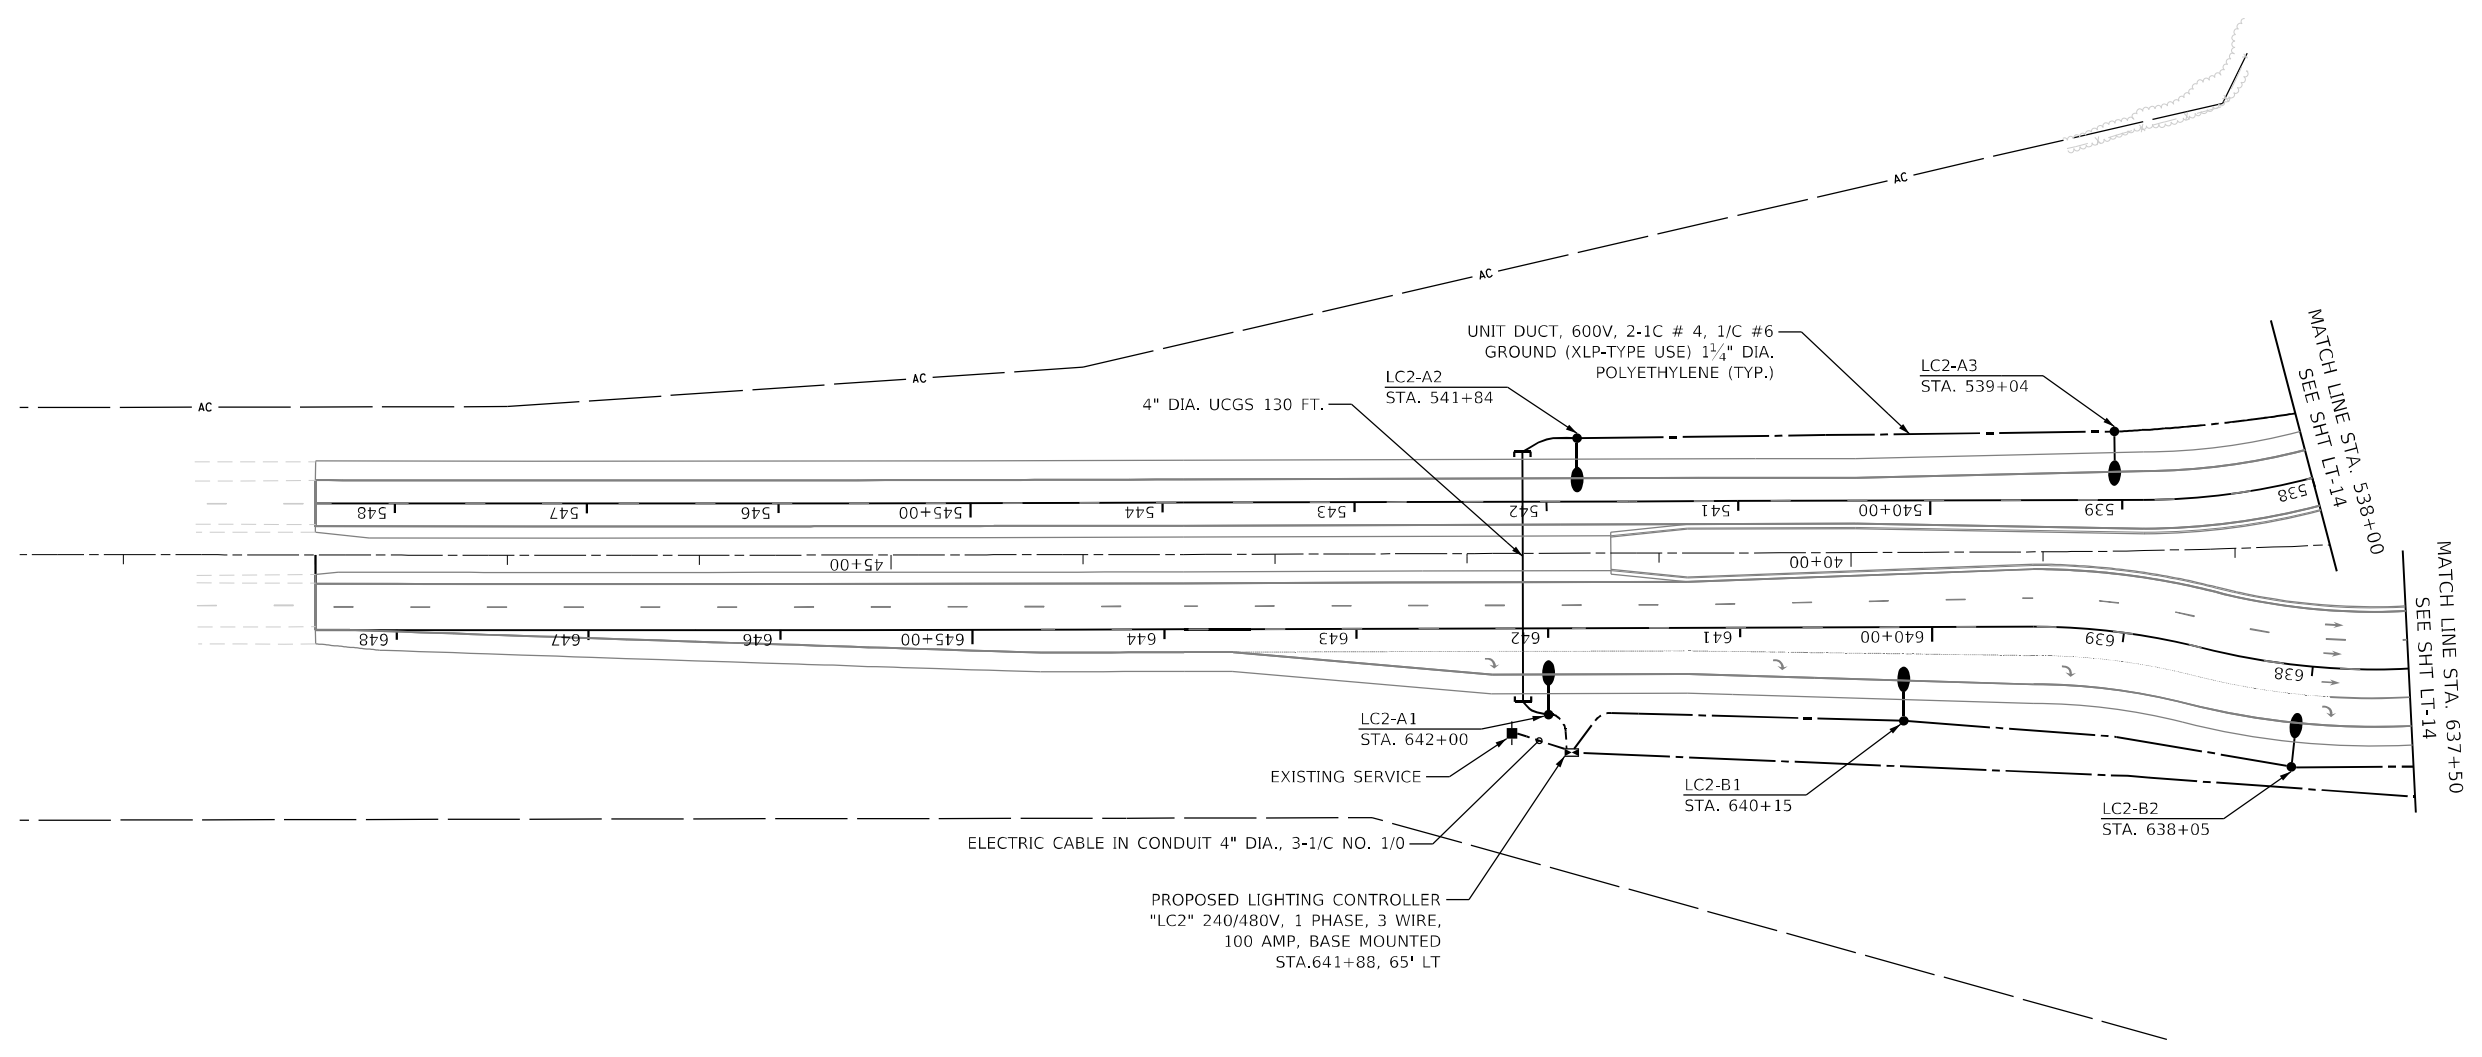 AC
AC
AC
AC
UNIT DUCT, 600V, 2-1C # 4, 1/C #6
GROUND (XLP-TYPE USE) 1¼" DIA.
POLYETHYLENE (TYP.)
LC2-A2
STA. 541+84
LC2-A3
STA. 539+04
4" DIA. UCGS 130 FT.
MATCH LINE STA. 538+00
SEE SHT LT-14
548
547
546
545+00
544
543
542
541
540+00
539
538
45+00
40+00
MATCH LINE STA. 637+50
SEE SHT LT-14
648
647
646
645+00
644
643
642
641
640+00
639
638
LC2-A1
STA. 642+00
EXISTING SERVICE
LC2-B1
STA. 640+15
LC2-B2
STA. 638+05
ELECTRIC CABLE IN CONDUIT 4" DIA., 3-1/C NO. 1/0
PROPOSED LIGHTING CONTROLLER
"LC2" 240/480V, 1 PHASE, 3 WIRE,
100 AMP, BASE MOUNTED
STA.641+88, 65' LT